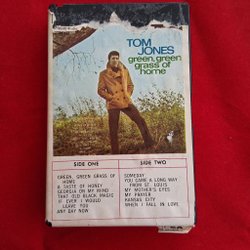 TOM
JONES
green, green
grass of
home
SIDE ONE
GREEN, GREEN GRASS OF
HOME
A TASTE OF HONEY
GEORGIA ON MY MIND
THAT OLD BLACK MAGIC
IF EVER I WOULD
LEAVE YOU
ANY DAY NOW
SIDE TWO
SOMEDAY
YOU CAME A LONG WAY
FROM ST. LOUIS
MY MOTHER'S EYES
MY PRAYER
KANSAS CITY
WHEN I FALL IN LOVE